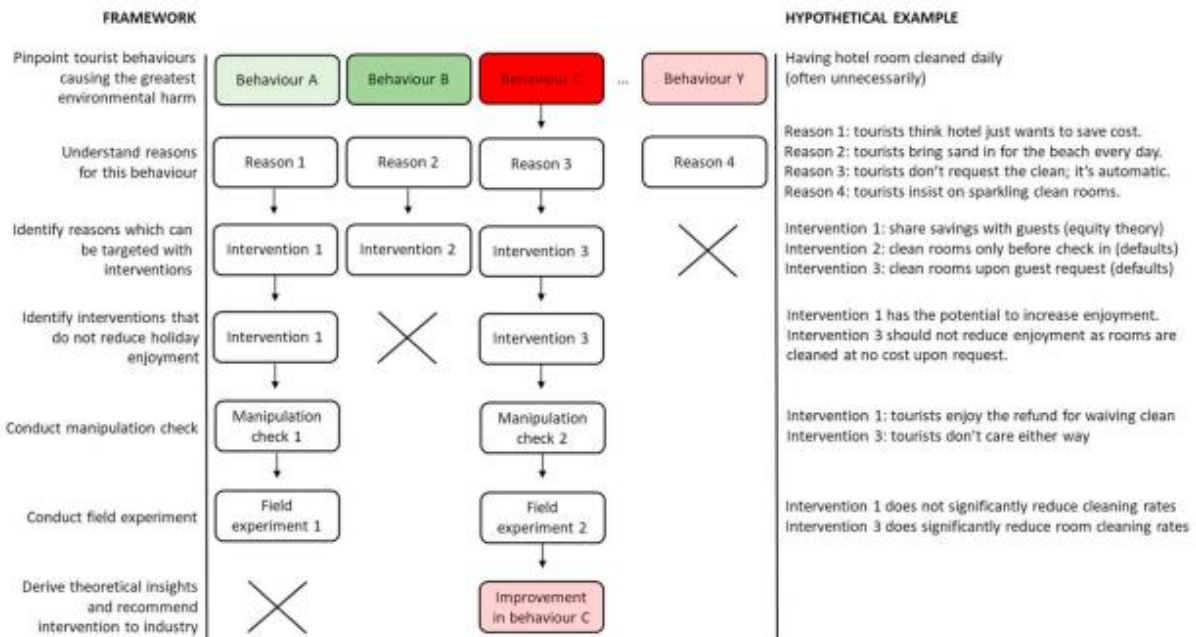 FRAMEWORK
HYPOTHETICAL EXAMPLE
Pinpoint tourist behaviours
causing the greatest
environmental harm
Behaviour A
Behaviour B
Behaviour C
...
Behaviour Y
Having hotel room cleaned daily
(often unnecessarily)
Understand reasons
for this behaviour
Reason 1
Reason 2
Reason 3
Reason 4
Reason 1: tourists think hotel just wants to save cost.
Reason 2: tourists bring sand in for the beach every day.
Reason 3: tourists don't request the clean; it's automatic.
Reason 4: tourists insist on sparkling clean rooms.
Identify reasons which can
be targeted with
interventions
Intervention 1
Intervention 2
Intervention 3
Intervention 1: share savings with guests (equity theory)
Intervention 2: clean rooms only before check in (defaults)
Intervention 3: clean rooms upon guest request (defaults)
Identify interventions that
do not reduce holiday
enjoyment
Intervention 1
Intervention 3
Intervention 1 has the potential to increase enjoyment.
Intervention 3 should not reduce enjoyment as rooms are
cleaned at no cost upon request.
Conduct manipulation check
Manipulation
check 1
Manipulation
check 2
Intervention 1: tourists enjoy the refund for waiving clean
Intervention 3: tourists don't care either way
Conduct field experiment
Field
experiment 1
Field
experiment 2
Intervention 1 does not significantly reduce cleaning rates
Intervention 3 does significantly reduce room cleaning rates
Derive theoretical insights
and recommend
intervention to industry
Improvement
in behaviour C